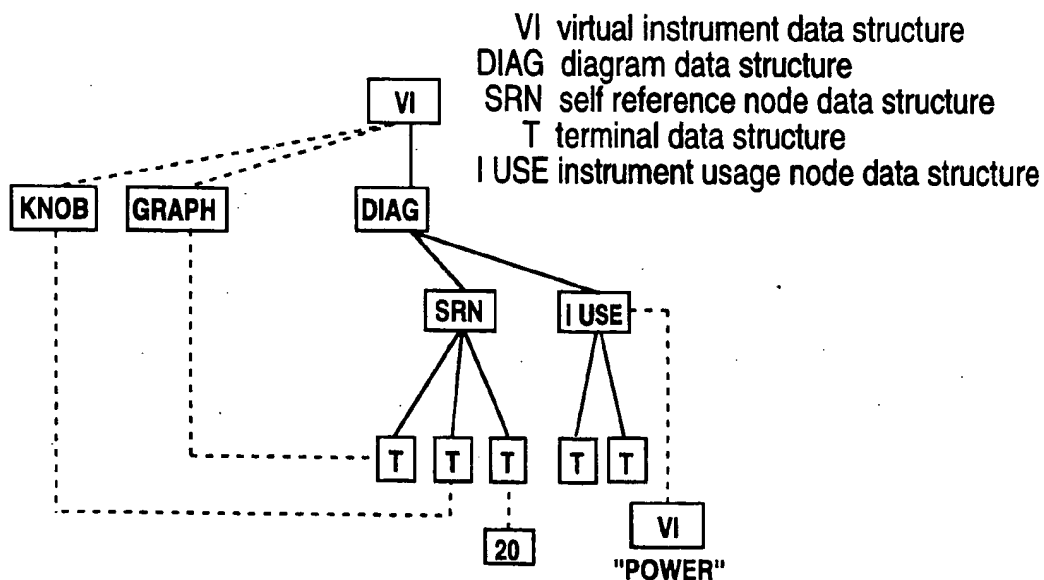 VI virtual instrument data structure
DIAG diagram data structure
SRN self reference node data structure
T terminal data structure
I USE instrument usage node data structure
VI
KNOB
GRAPH
DIAG
SRN
I USE
T
T
T
T
T
20
VI
"POWER"